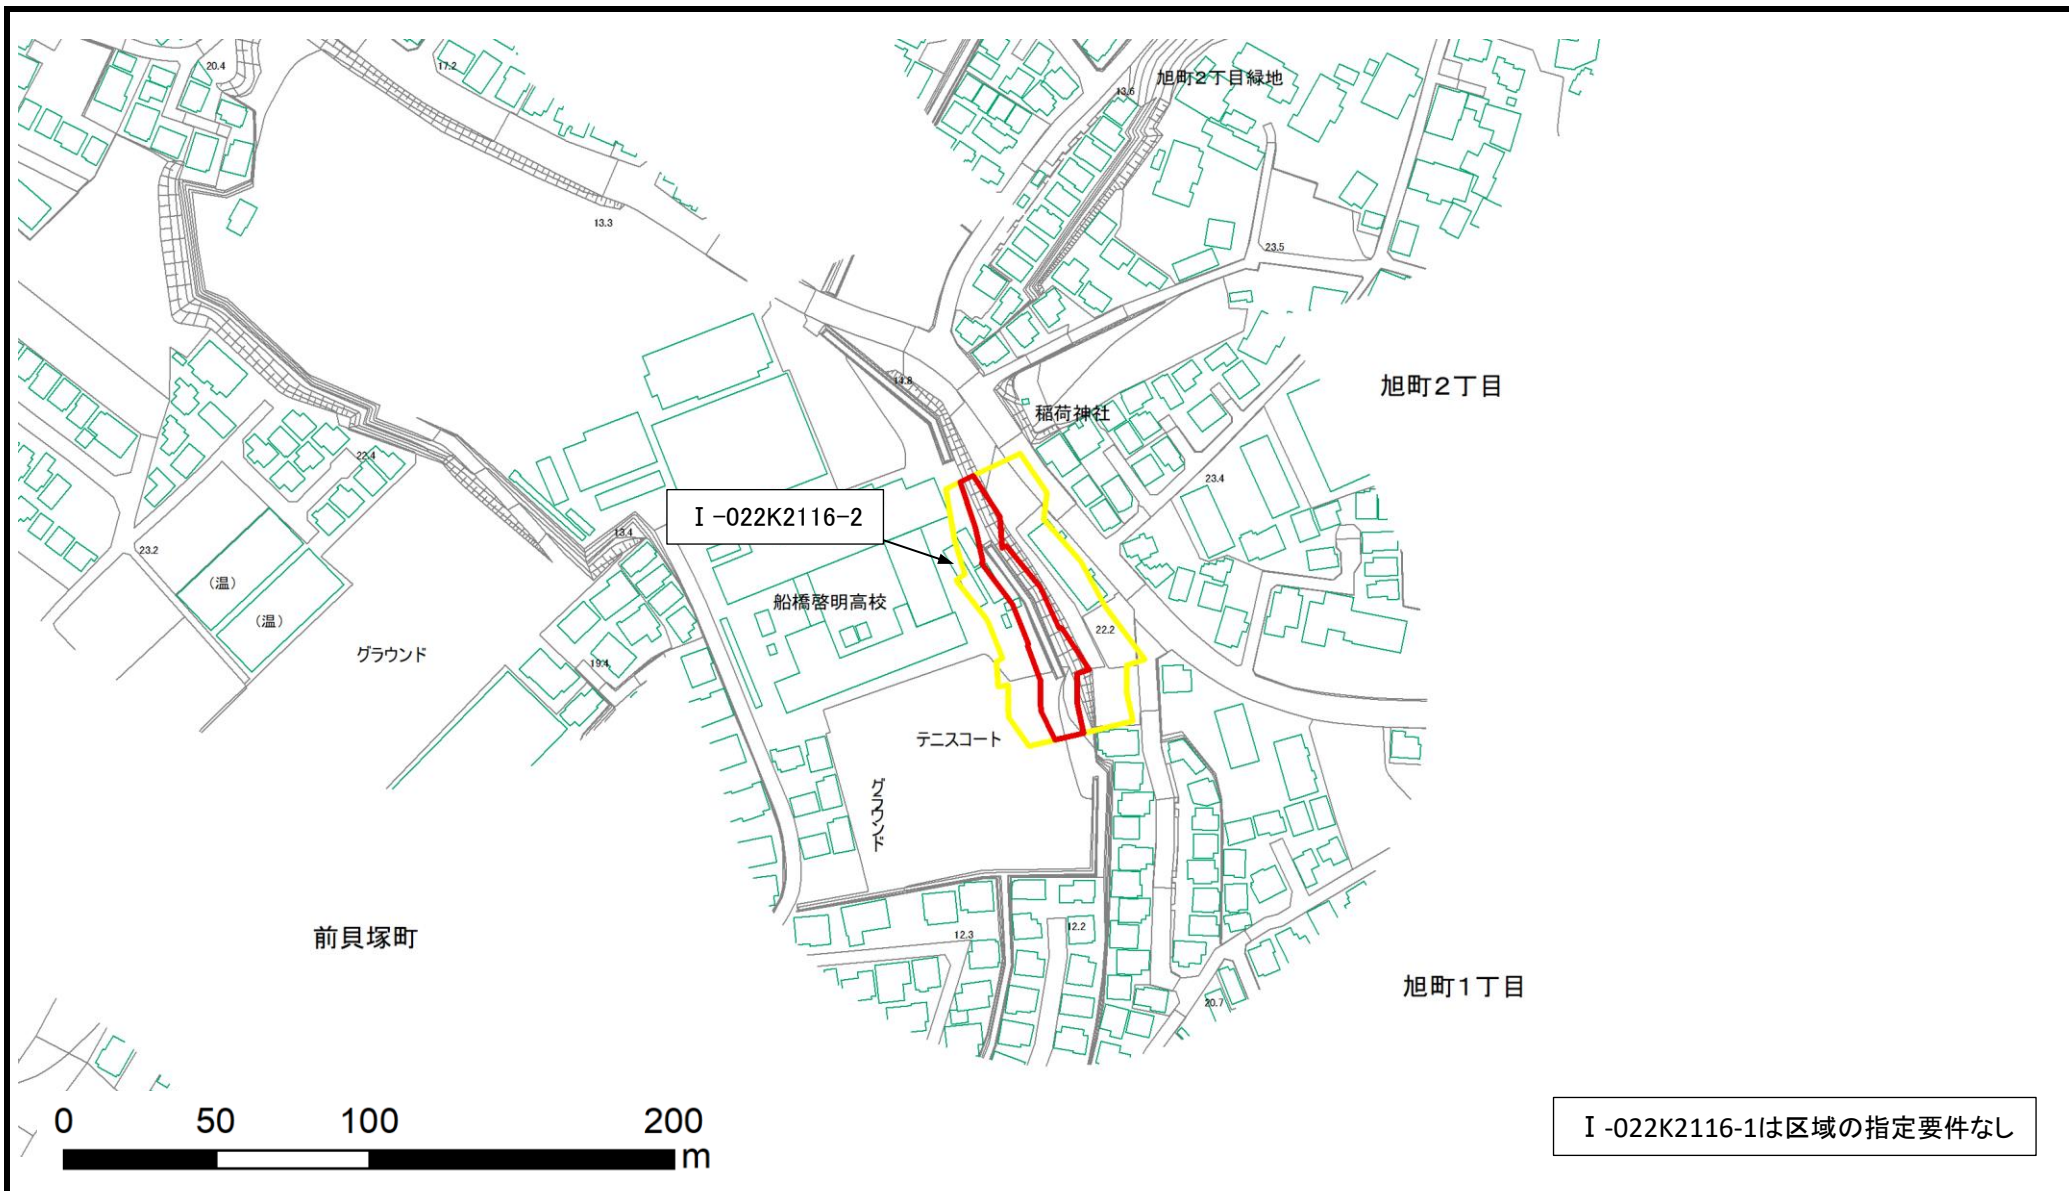 20.4
17.2
旭町2丁目緑地
13.6
13.3
23.5
旭町2丁目
14.8
稲荷神社
22.4
23.4
Ⅰ-022K2116-2
13.4
23.2
(温)
(温)
船橋啓明高校
22.2
グラウンド
19.4
テニスコート
グラウンド
前貝塚町
12.3
12.2
旭町1丁目
20.7
0 50 100 200
m
Ⅰ-022K2116-1は区域の指定要件なし